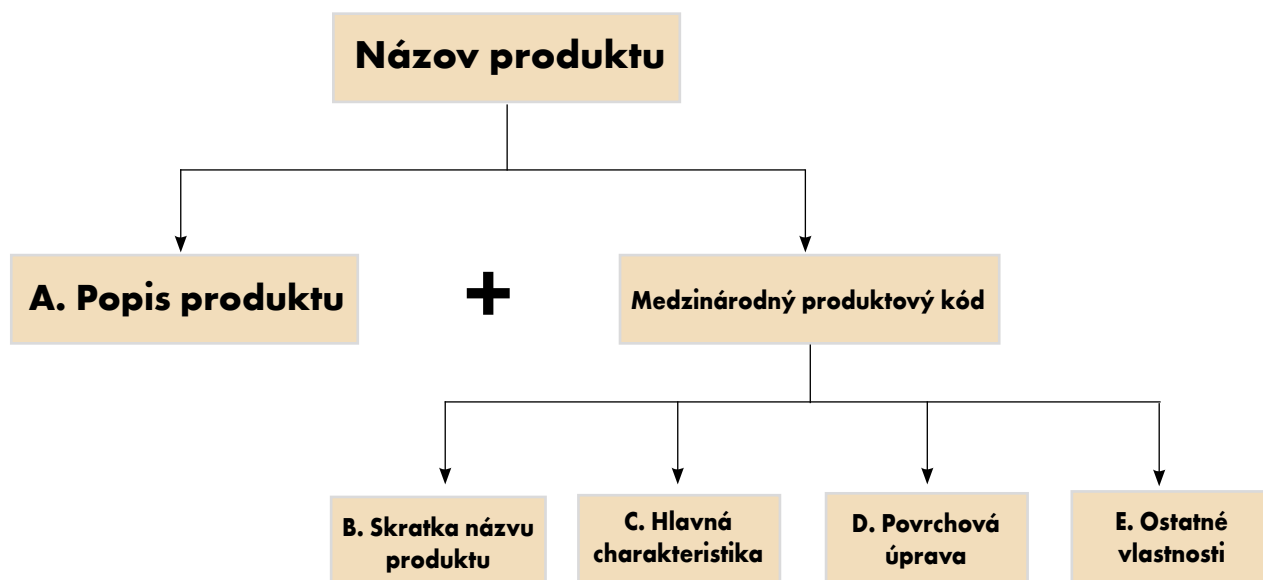 Názov produktu
A. Popis produktu
+
Medzinárodný produktový kód
B. Skratka názvu
produktu
C. Hlavná
charakteristika
D. Povrchová
úprava
E. Ostatné
vlastnosti